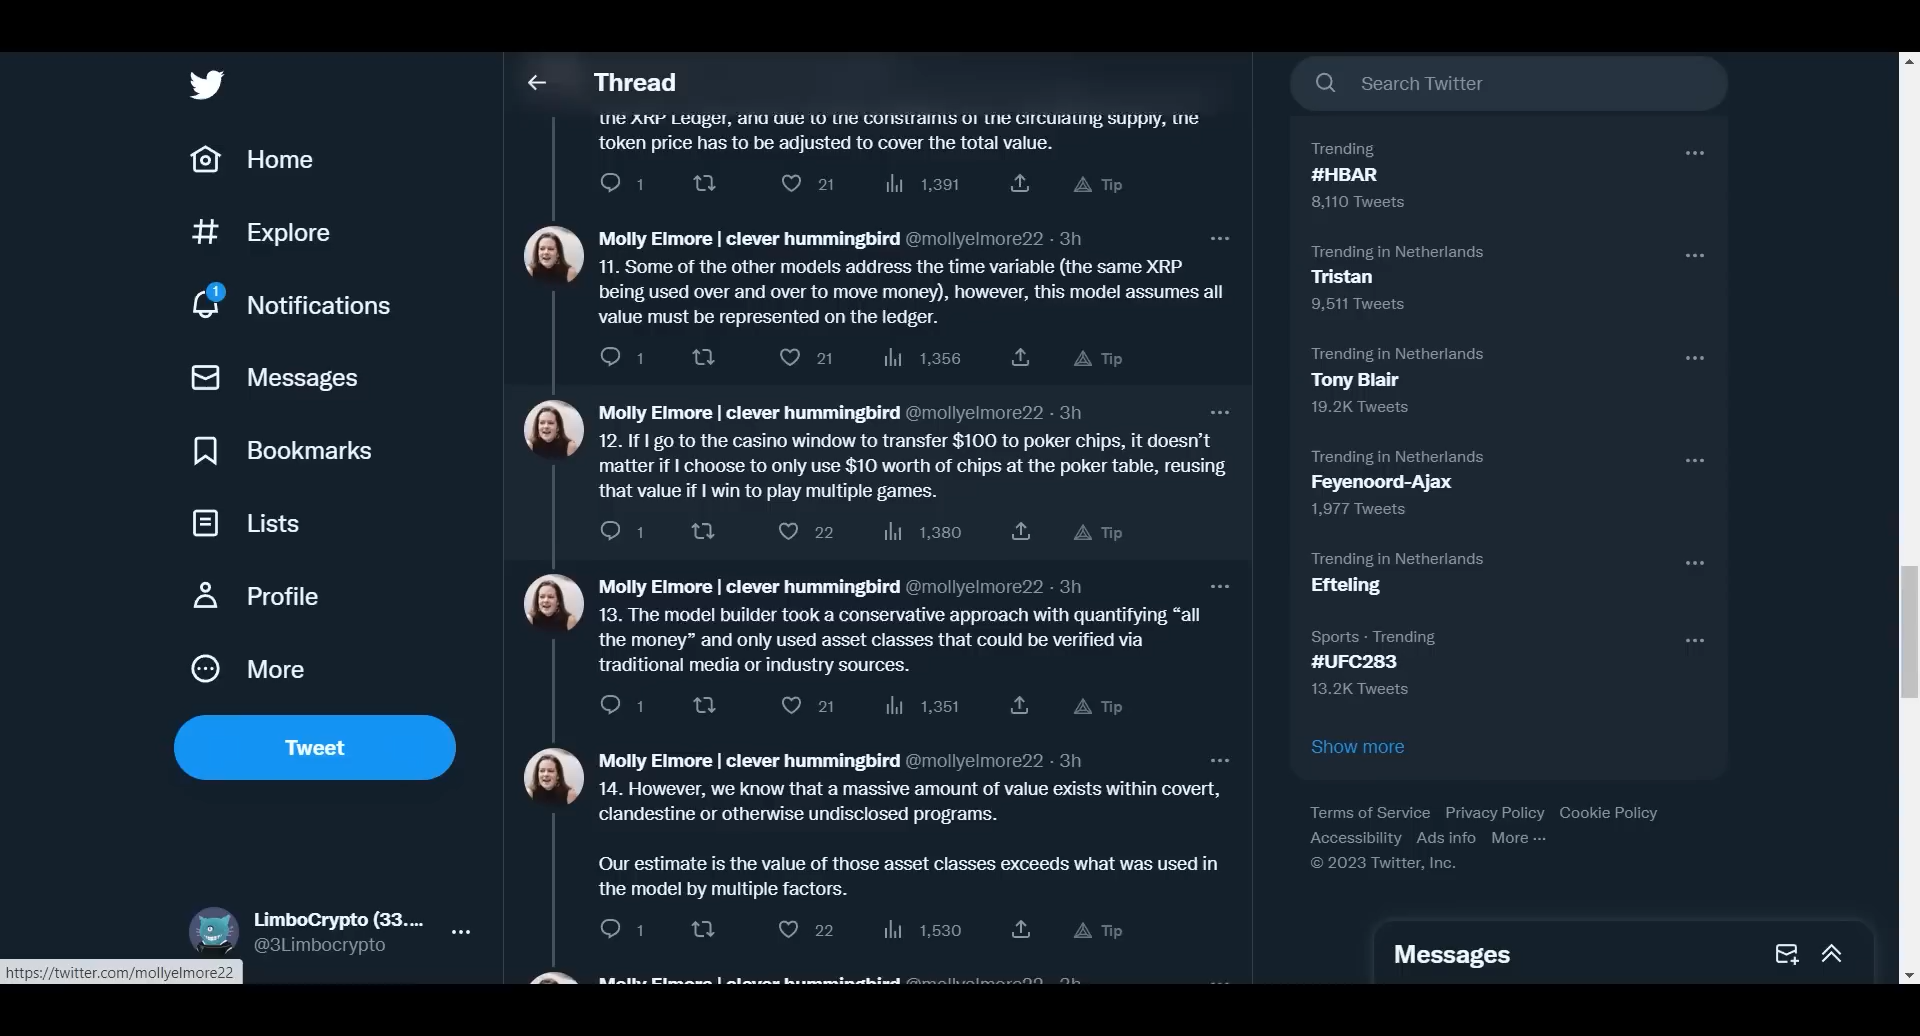 Home
Explore
1
Notifications
Messages
Bookmarks
Lists
Profile
More
Tweet
LimboCrypto (33....
@3Limbocrypto
https://twitter.com/mollyelmore22
Thread
the XRP Ledger, and due to the constraints of the circulating supply, the
token price has to be adjusted to cover the total value.
1 21 1,391 Tip
Molly Elmore | clever hummingbird @mollyelmore22 · 3h
11. Some of the other models address the time variable (the same XRP
being used over and over to move money), however, this model assumes all
value must be represented on the ledger.
1 21 1,356 Tip
Molly Elmore | clever hummingbird @mollyelmore22 · 3h
12. If I go to the casino window to transfer $100 to poker chips, it doesn’t
matter if I choose to only use $10 worth of chips at the poker table, reusing
that value if I win to play multiple games.
1 22 1,380 Tip
Molly Elmore | clever hummingbird @mollyelmore22 · 3h
13. The model builder took a conservative approach with quantifying “all
the money” and only used asset classes that could be verified via
traditional media or industry sources.
1 21 1,351 Tip
Molly Elmore | clever hummingbird @mollyelmore22 · 3h
14. However, we know that a massive amount of value exists within covert,
clandestine or otherwise undisclosed programs.
Our estimate is the value of those asset classes exceeds what was used in
the model by multiple factors.
1 22 1,530 Tip
Molly Elmore | clever hummingbird @mollyelmore22 · 3h
Search Twitter
Trending
#HBAR
8,110 Tweets
Trending in Netherlands
Tristan
9,511 Tweets
Trending in Netherlands
Tony Blair
19.2K Tweets
Trending in Netherlands
Feyenoord-Ajax
1,977 Tweets
Trending in Netherlands
Efteling
Sports · Trending
#UFC283
13.2K Tweets
Show more
Terms of Service Privacy Policy Cookie Policy
Accessibility Ads info More ···
© 2023 Twitter, Inc.
Messages